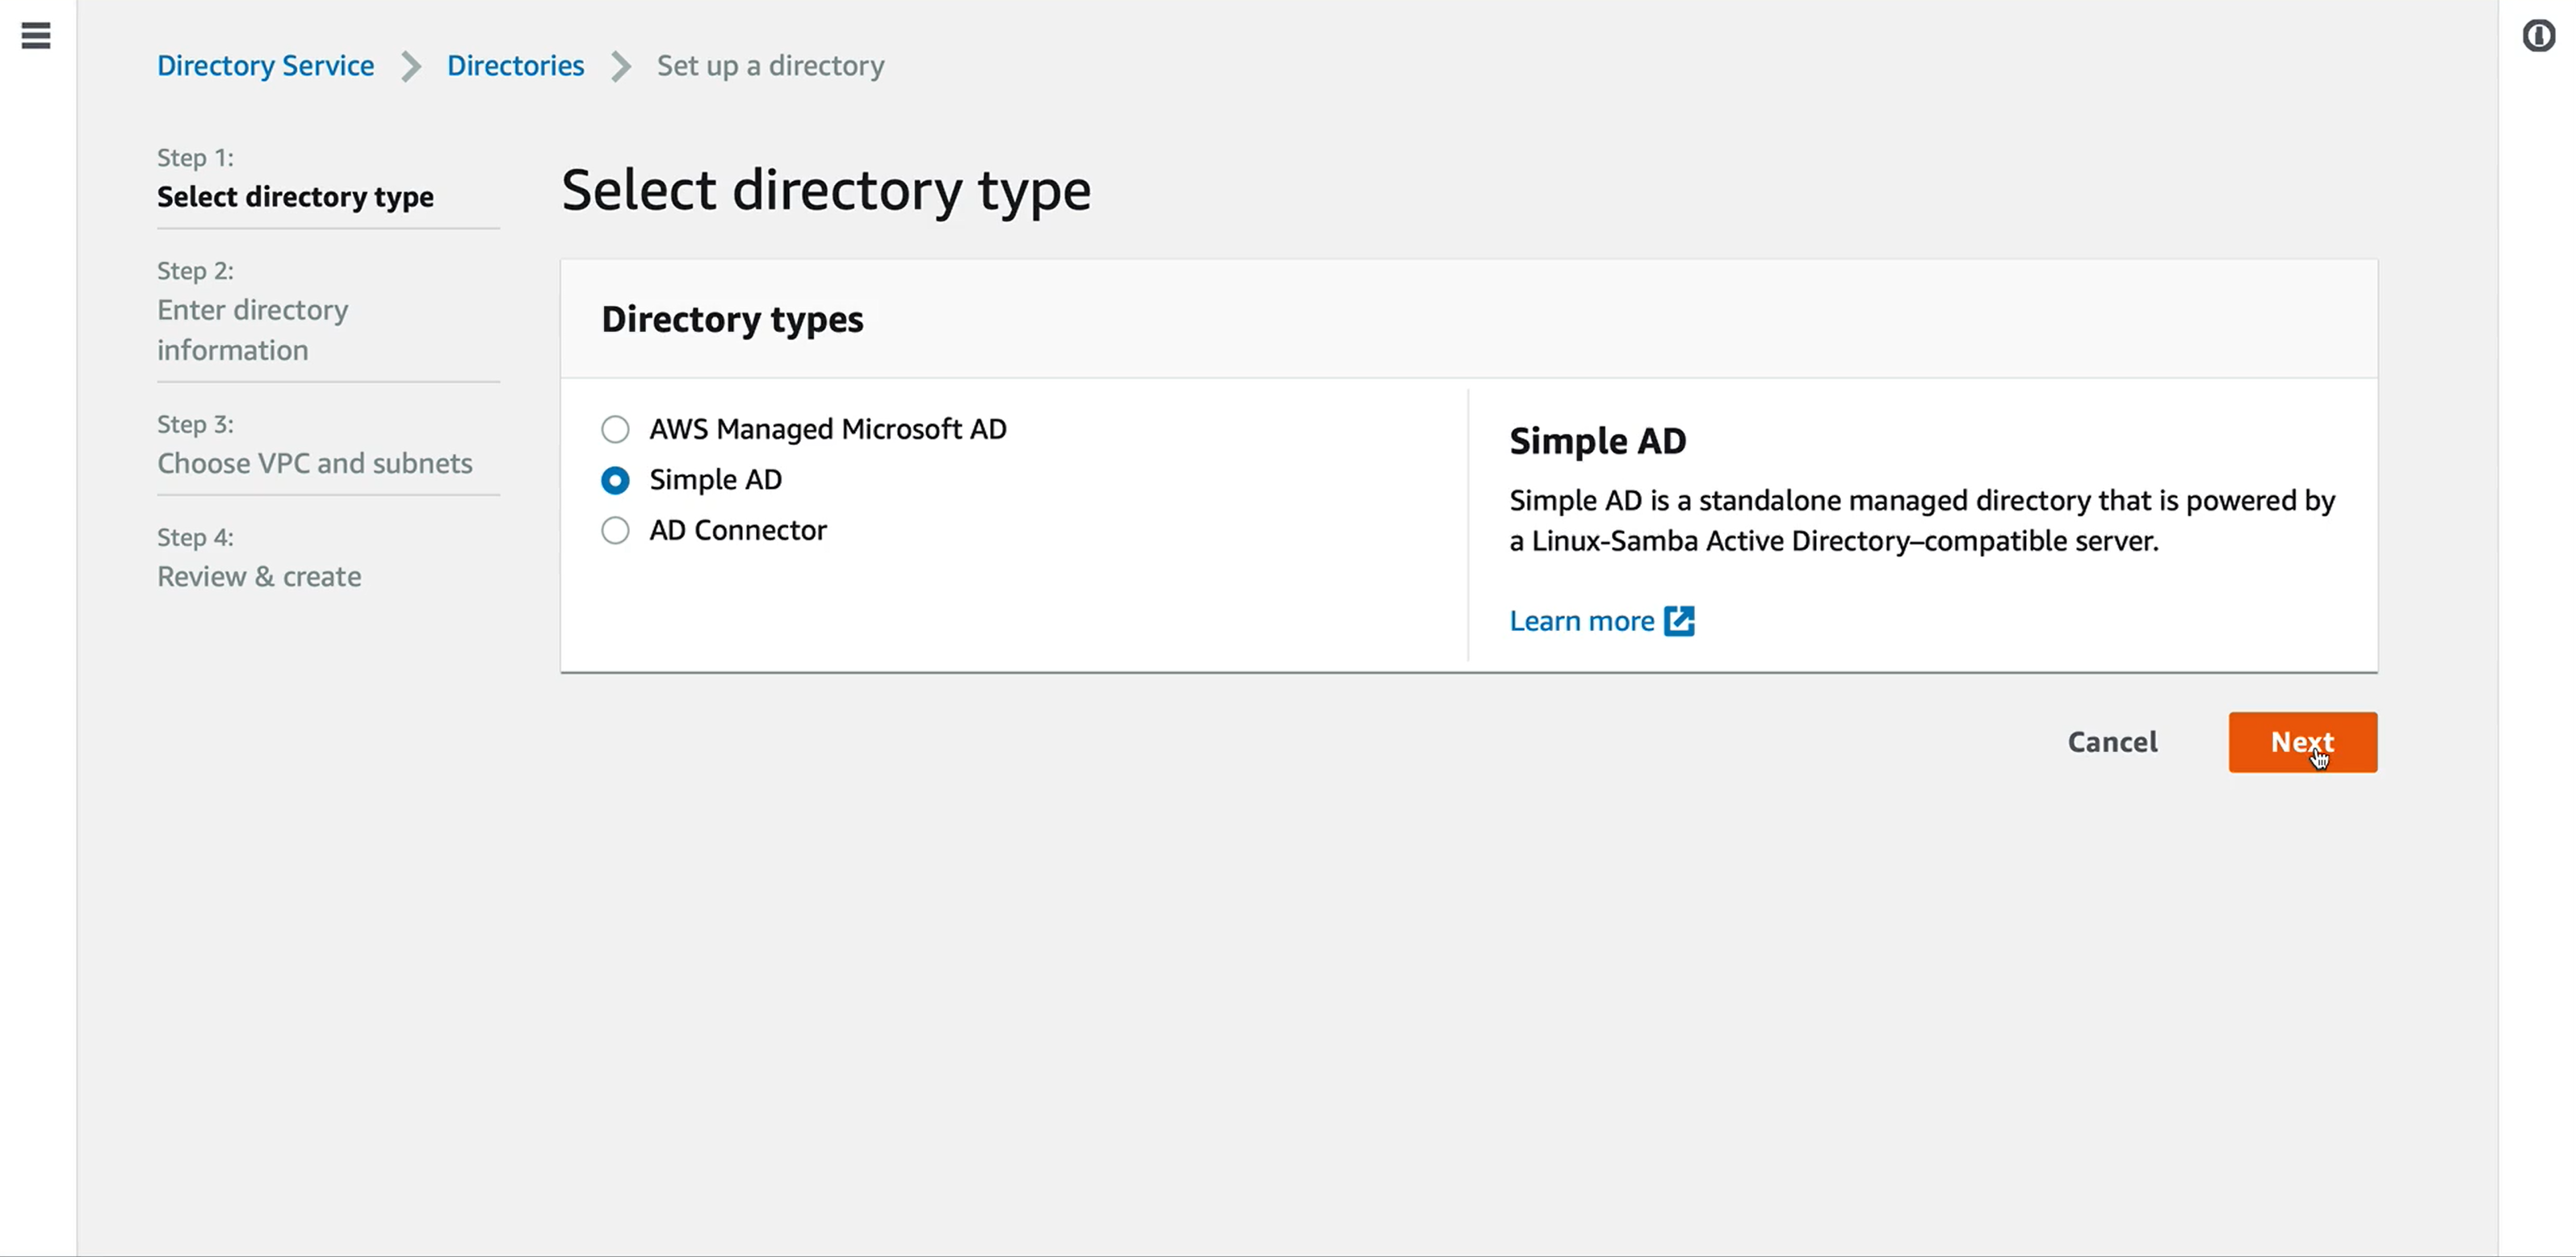 Directory Service
Directories
Set up a directory
Step 1:
Select directory type
Step 2:
Enter directory
information
Step 3:
Choose VPC and subnets
Step 4:
Review & create
Select directory type
Directory types
AWS Managed Microsoft AD
Simple AD
AD Connector
Simple AD
Simple AD is a standalone managed directory that is powered by
a Linux-Samba Active Directory–compatible server.
Learn more
Cancel
Next